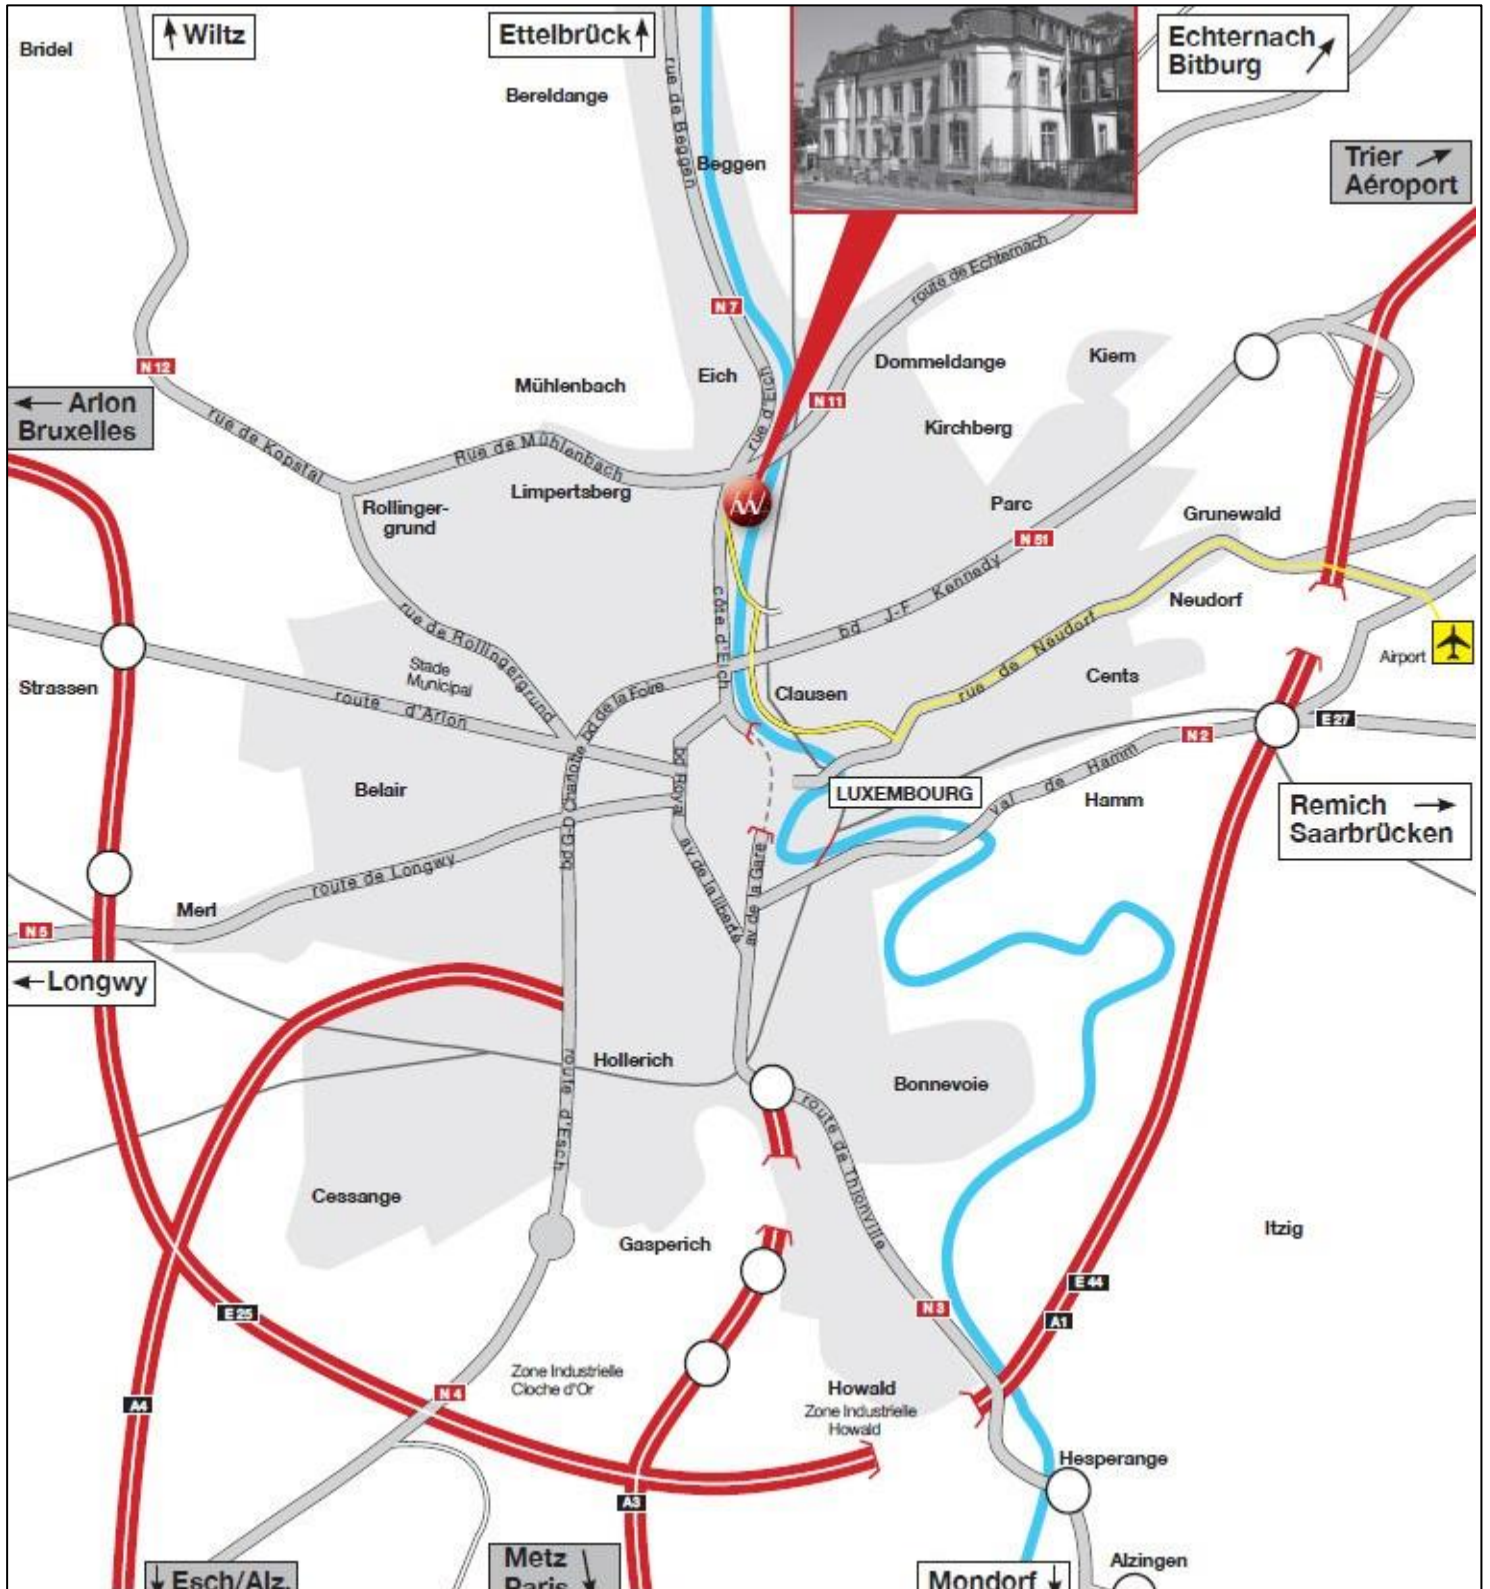 Bridel
Wiltz
Ettelbrück
Echternach
Bitburg
Bereldange
rue de Beggen
Beggen
Trier
Aéroport
route de Echternach
N 7
N 12
Mühlenbach
Eich
rue d'Eich
Dommeldange
Kiem
N 11
Arlon
Bruxelles
rue de Kopstal
Rue de Mühlenbach
Kirchberg
Limpertsberg
Rollinger-
grund
Parc
Grunewald
N 51
bd J-F Kennedy
Neudorf
rue de Neudorf
côte d'Eich
rue de Rollingergrund
Stade
Municipal
Strassen
route d'Arlon
bd de la Foire
Clausen
Cents
Airport
E 27
N 2
val de Hamm
Hamm
LUXEMBOURG
Remich
Saarbrücken
Belair
bd G-D Charlotte
bd Royal
av de la liberté
av de la Gare
route de Longwy
Merl
N 5
Longwy
Hollerich
route d'Esch
Bonnevoie
route de Thionville
Cessange
Gasperich
Itzig
E 25
E 44
A1
N 3
Zone Industrielle
Cloche d'Or
N 4
A4
Howald
Zone Industrielle
Howald
Hesperange
A3
Esch/Alz.
Metz
Paris
Mondorf
Alzingen